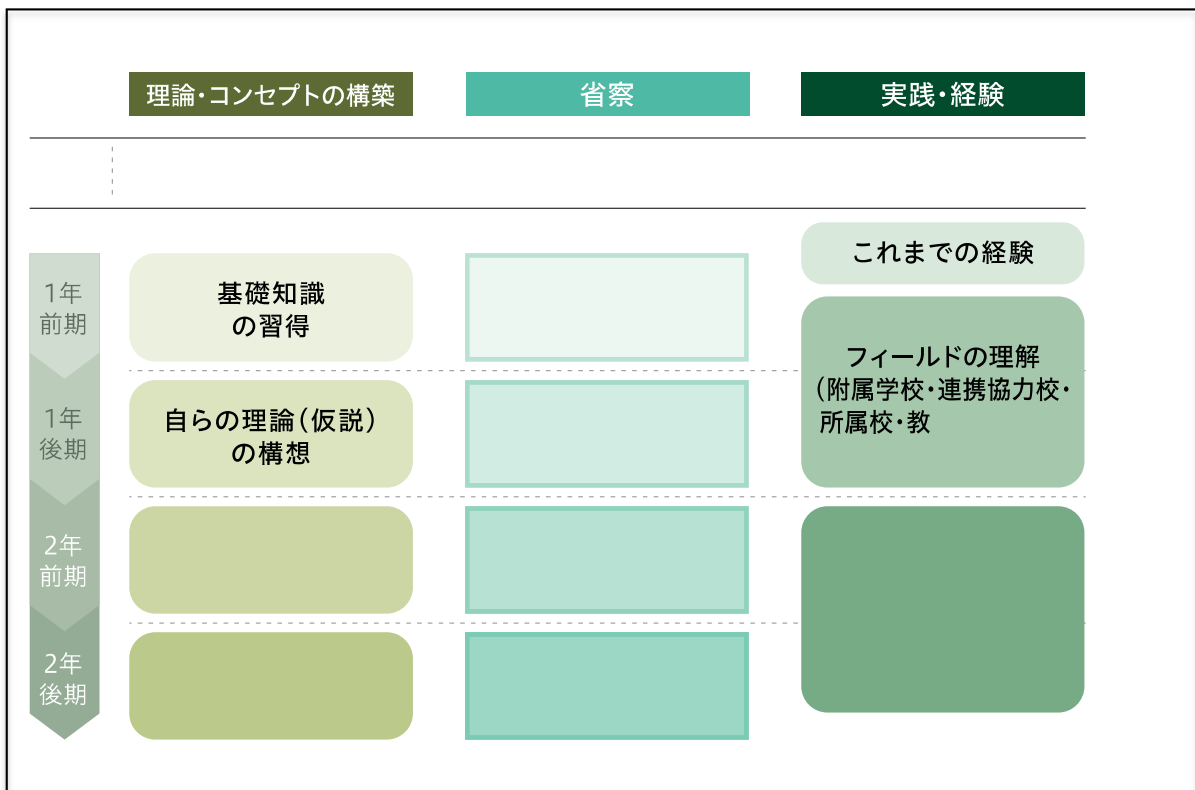 理論・コンセプトの構築
省察
実践・経験
これまでの経験
1年
前期
基礎知識
の習得
フィールドの理解
(附属学校・連携協力校・
所属校・教
1年
後期
自らの理論(仮説)
の構想
2年
前期
2年
後期